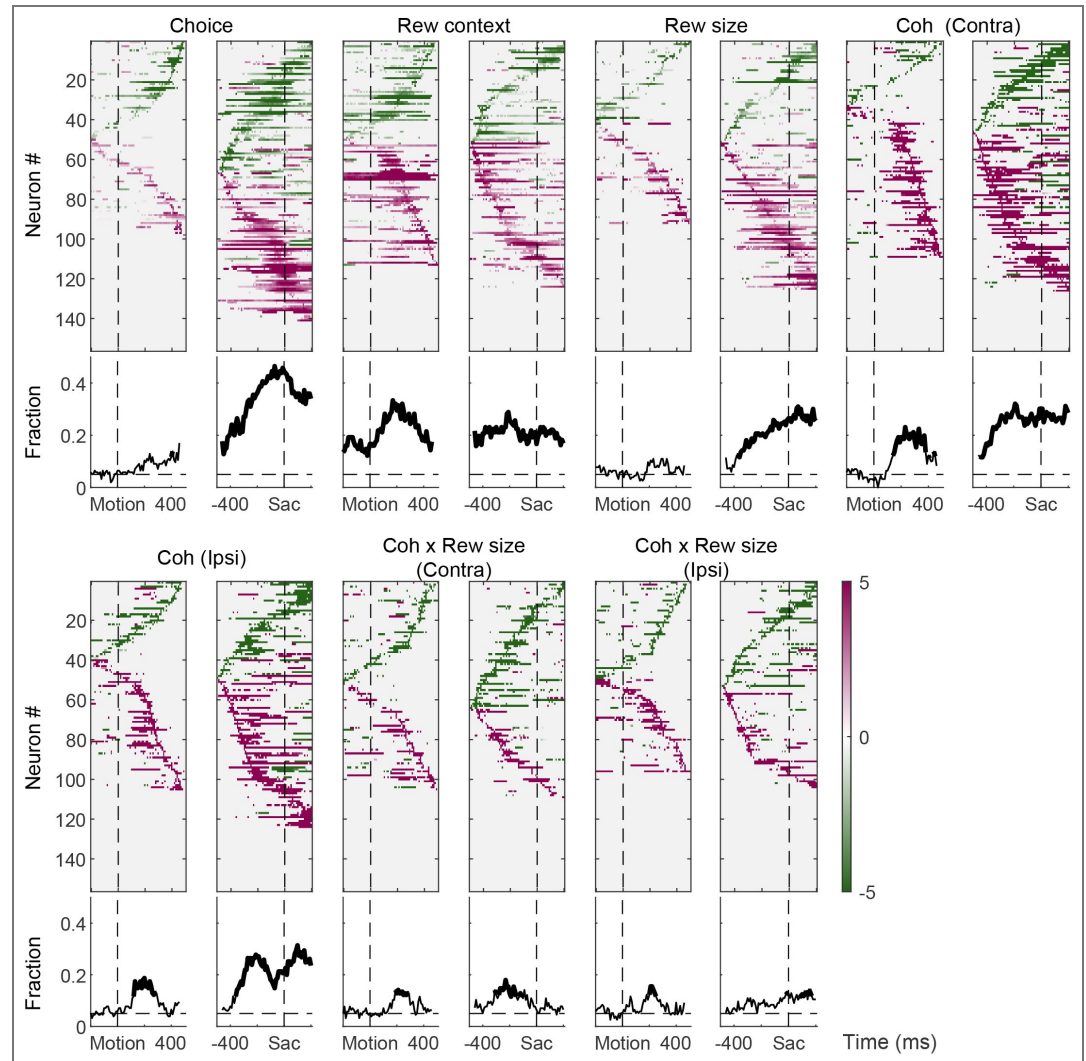 Choice
Rew context
Rew size
Coh (Contra)
Neuron #
20
40
60
80
100
120
140
Fraction
0.4
0.2
0
Motion 400 -400 Sac Motion 400 -400 Sac Motion 400 -400 Sac Motion 400 -400 Sac
Coh (Ipsi)
Coh x Rew size
(Contra)
Coh x Rew size
(Ipsi)
Neuron #
20
40
60
80
100
120
140
5
0
-5
Fraction
0.4
0.2
0
Motion 400 -400 Sac Motion 400 -400 Sac Motion 400 -400 Sac
Time (ms)